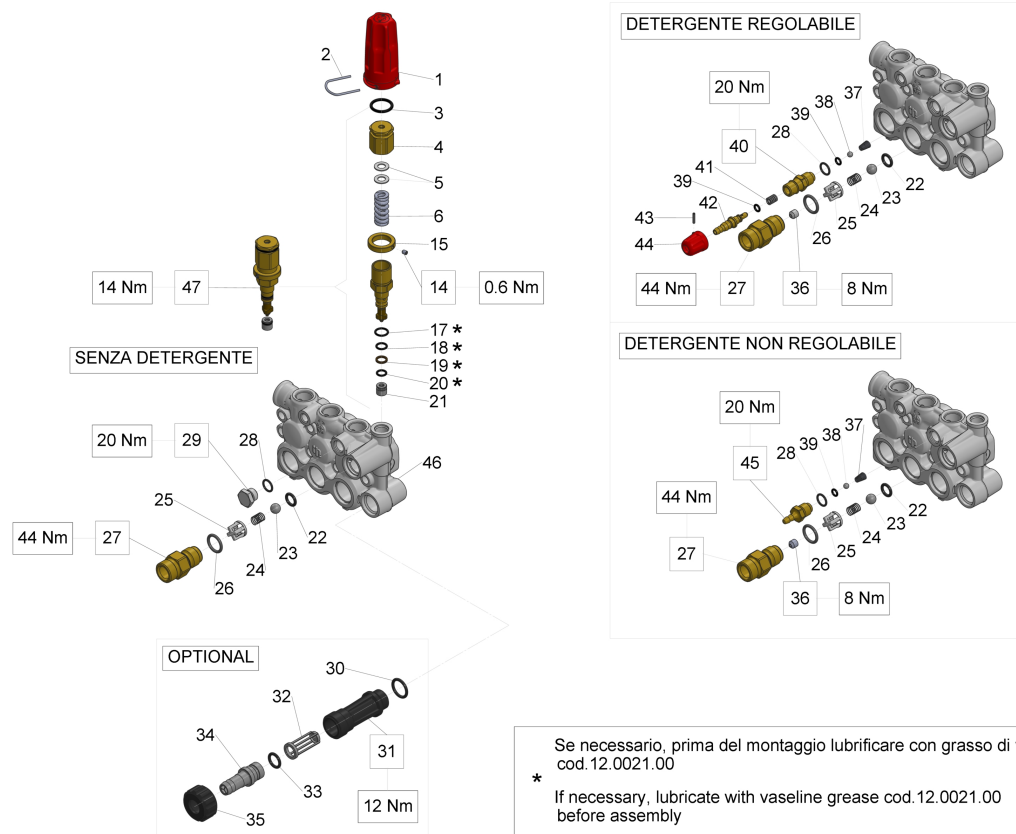 DETERGENTE REGOLABILE
2
1
3
4
5
6
15
14 Nm 47
14 0.6 Nm
17 *
18 *
19 *
20 *
21
SENZA DETERGENTE
20 Nm 29
28
46
25
22
44 Nm 27
23
24
26
20 Nm
40
37
38
39
28
41
39
42
43
44
22
23
24
25
26
44 Nm 27
36 8 Nm
DETERGENTE NON REGOLABILE
20 Nm
45
37
38
39
28
44 Nm
27
22
23
24
25
26
36 8 Nm
OPTIONAL
30
32
34
31
33
12 Nm
35
Se necessario, prima del montaggio lubrificare con grasso di
cod.12.0021.00
*
If necessary, lubricate with vaseline grease cod.12.0021.00
before assembly